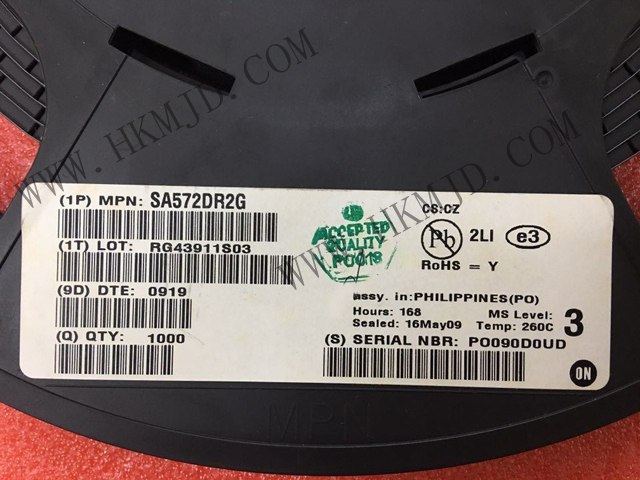 (1P) MPN: SA572DR2G
(1T) LOT: RG43911S03
(9D) DTE: 0919
(Q) QTY: 1000
ACCEPTED
QUALITY
PO018
CS:CZ
Pb 2LI e3
RoHS = Y
assy. in:PHILIPPINES(PO)
Hours: 168 MS Level: 3
Sealed: 16May09 Temp: 260C
(S) SERIAL NBR: PO090D0UD
ON
MPN
WWW.HKMJD.COM
WWW.HKMJD.COM